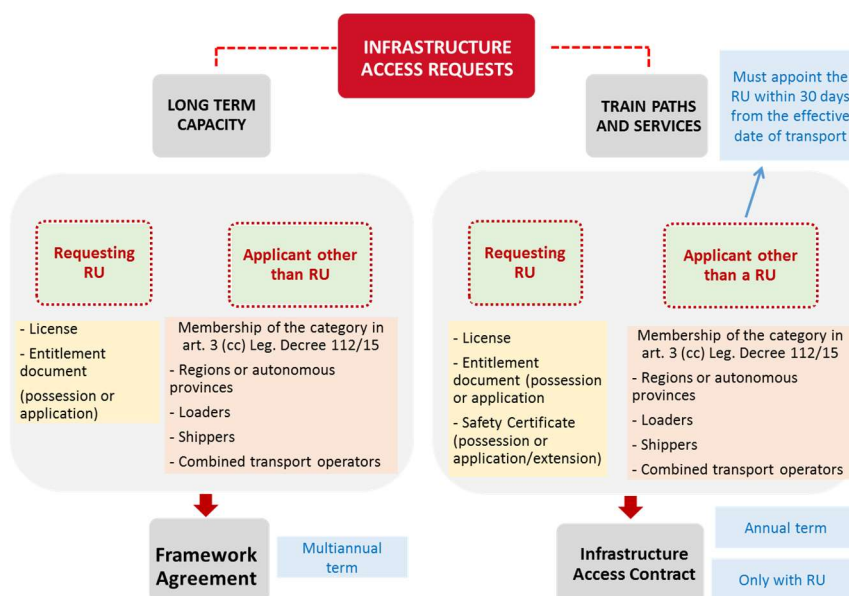 INFRASTRUCTURE
ACCESS REQUESTS
LONG TERM
CAPACITY
TRAIN PATHS
AND SERVICES
Must appoint the
RU within 30 days
from the effective
date of transport
Requesting
RU
Applicant other
than RU
- License
- Entitlement
document
(possession or
application)
Membership of the category in
art. 3 (cc) Leg. Decree 112/15
- Regions or autonomous
provinces
- Loaders
- Shippers
- Combined transport operators
Requesting
RU
Applicant other
than a RU
- License
- Entitlement
document (possession
or application
- Safety Certificate
(possession or
application/extension)
Membership of the category in
art. 3 (cc) Leg. Decree 112/15
- Regions or autonomous
provinces
- Loaders
- Shippers
- Combined transport operators
Framework
Agreement
Multiannual
term
Infrastructure
Access Contract
Annual term
Only with RU